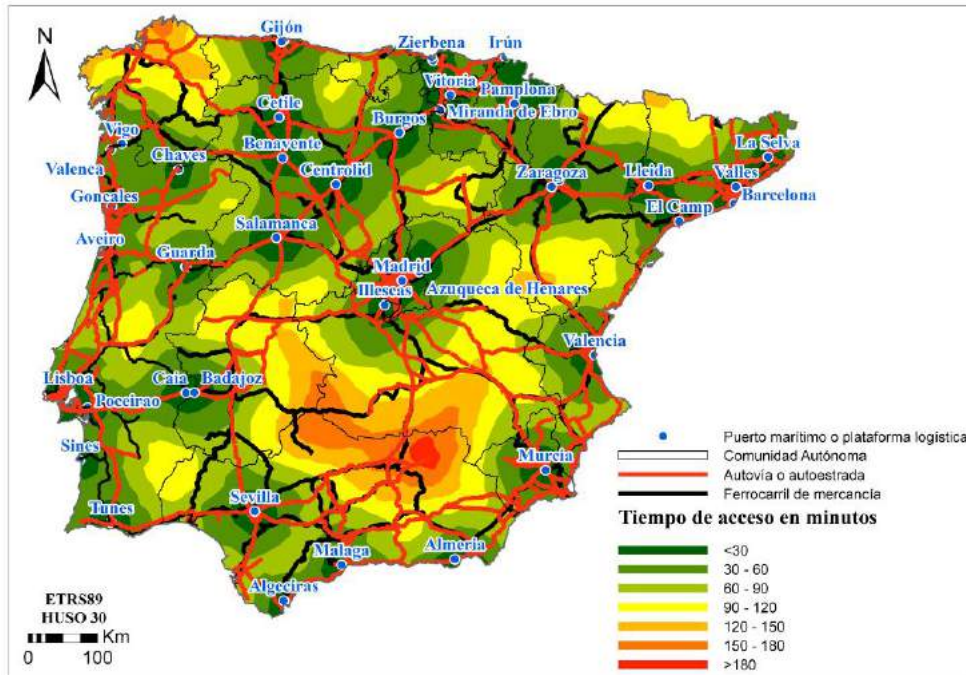 N
Gijón
Zierbena
Irún
Vitoria
Pamplona
Cetile
Miranda de Ebro
Burgos
Vigo
La Selva
Chaves
Benavente
Valenca
Centrolid
Zaragoza
Lleida
Valles
Goncales
Barcelona
El Camp
Salamanca
Aveiro
Guarda
Madrid
Illescas
Azuqueca de Henares
Valencia
Lisboa
Caia
Badajoz
Poceirao
Sines
Murcia
Tunes
Sevilla
Malaga
Almeria
Algeciras
ETRS89
HUSO 30
Km
0 100
Puerto marítimo o plataforma logística
Comunidad Autónoma
Autovía o autoestrada
Ferrocarril de mercancía
Tiempo de acceso en minutos
<30
30 - 60
60 - 90
90 - 120
120 - 150
150 - 180
>180